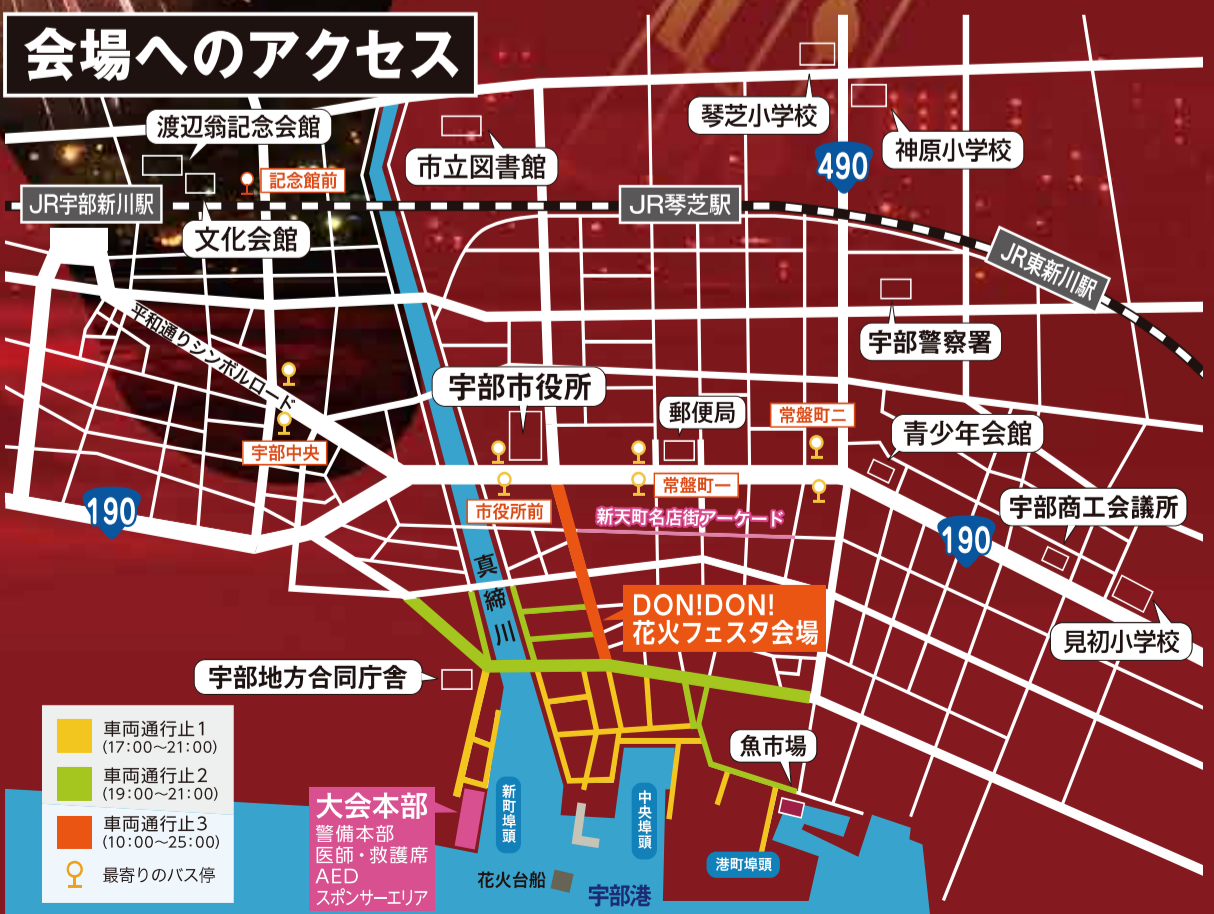 会場へのアクセス
渡辺翁記念会館
記念館前
市立図書館
琴芝小学校
490
神原小学校
JR宇部新川駅
文化会館
JR琴芝駅
JR東新川駅
宇部警察署
平和通りシンボルロード
宇部市役所
郵便局
常盤町二
青少年会館
宇部中央
市役所前
常盤町一
宇部商工会議所
190
新天町名店街アーケード
190
真締川
DON!DON!
花火フェスタ会場
見初小学校
宇部地方合同庁舎
車両通行止1
(17:00〜21:00)
車両通行止2
(19:00〜21:00)
車両通行止3
(10:00〜25:00)
最寄りのバス停
魚市場
大会本部
警備本部
医師・救護席
AED
スポンサーエリア
新町埠頭
中央埠頭
港町埠頭
花火台船
宇部港